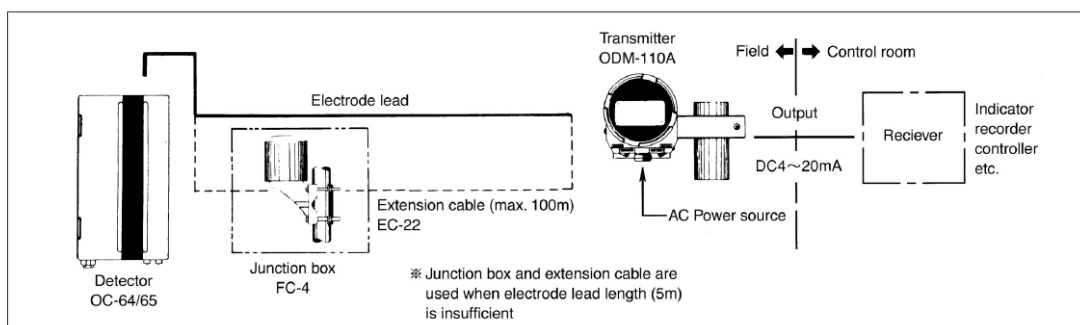 Transmitter
ODM-110A
Field
Control room
Electrode lead
Output
Reciever
Indicator
recorder
controller
etc.
DC4～20mA
Extension cable (max. 100m)
EC-22
AC Power source
Junction box
FC-4
Detector
OC-64/65
※ Junction box and extension cable are
used when electrode lead length (5m)
is insufficient